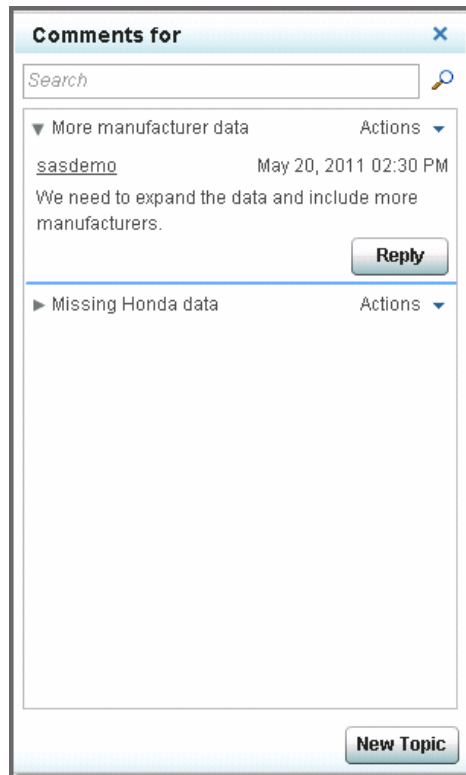 Comments for
Search
More manufacturer data Actions
sasdemo May 20, 2011 02:30 PM
We need to expand the data and include more
manufacturers.
Reply
Missing Honda data Actions
New Topic